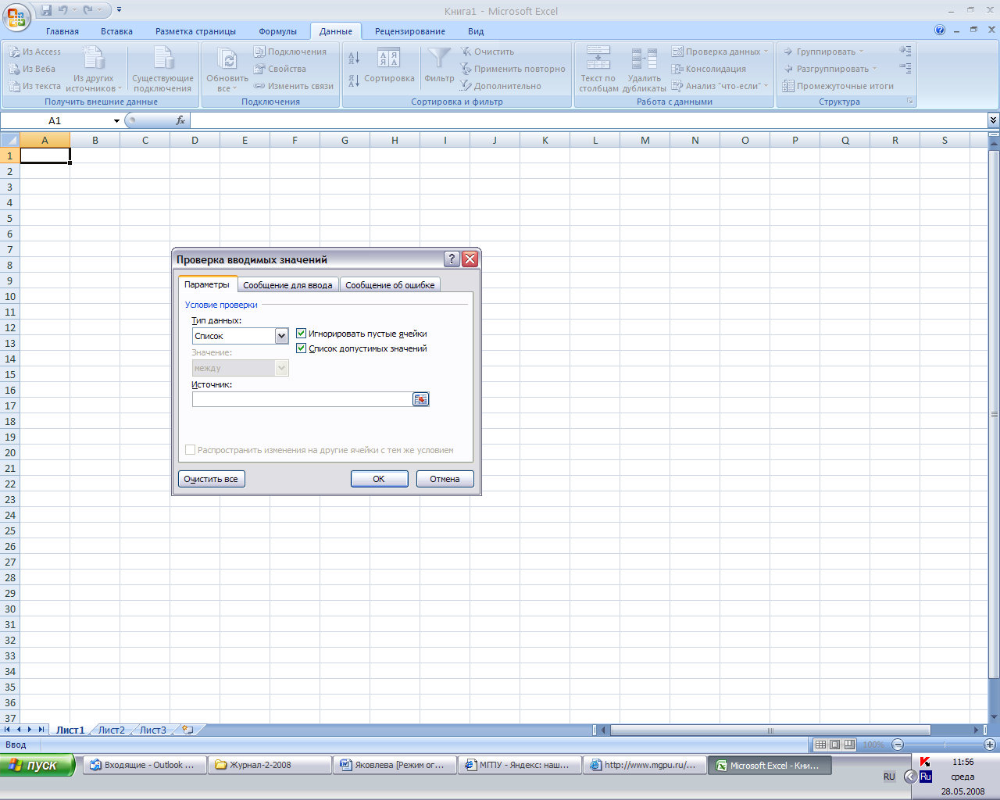 Книга1 - Microsoft Excel
Главная Вставка Разметка страницы Формулы Данные Рецензирование Вид
Из Access
Из Веба
Из текста
Из других источников
Существующие подключения
Получить внешние данные
Обновить все
Подключения
Свойства
Изменить связи
Подключения
Сортировка
Фильтр
Очистить
Применить повторно
Дополнительно
Сортировка и фильтр
Текст по столбцам
Удалить дубликаты
Проверка данных
Консолидация
Анализ "что-если"
Работа с данными
Группировать
Разгруппировать
Промежуточные итоги
Структура
A1 fx
A B C D E F G H I J K L M N O P Q R S
1
2
3
4
5
6
7
8
9
10
11
12
13
14
15
16
17
18
19
20
21
22
23
24
25
26
27
28
29
30
31
32
33
34
35
36
37
Проверка вводимых значений
Параметры Сообщение для ввода Сообщение об ошибке
Условие проверки
Тип данных:
Список
Игнорировать пустые ячейки
Список допустимых значений
Значение:
между
Источник:
Распространить изменения на другие ячейки с тем же условием
Очистить все OK Отмена
Лист1 Лист2 Лист3
Ввод 100%
пуск Входящие - Outlook ... Журнал-2-2008 Яковлева [Режим ог... МГПУ - Яндекс: наш... http://www.mgpu.ru/... Microsoft Excel - Кни...
RU Ru
11:56
среда
28.05.2008